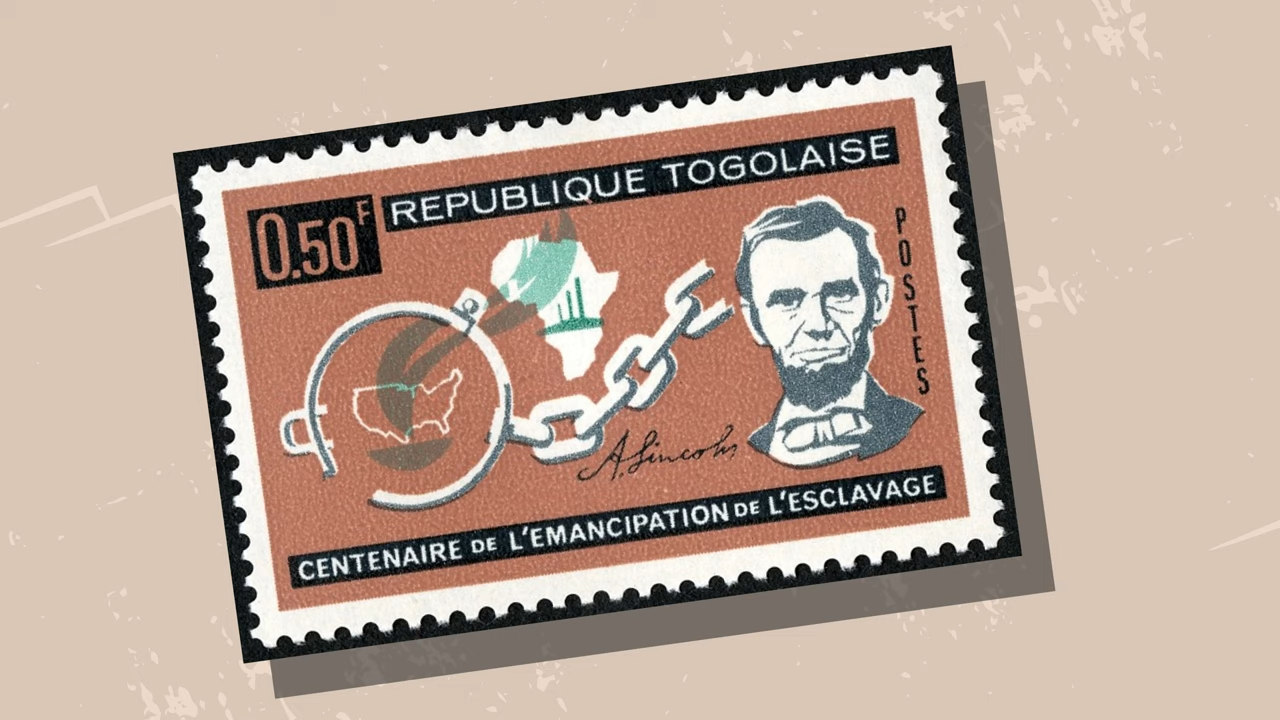 REPUBLIQUE TOGOLAISE
0.50F
POSTES
A. Lincoln
CENTENAIRE DE L'EMANCIPATION DE L'ESCLAVAGE